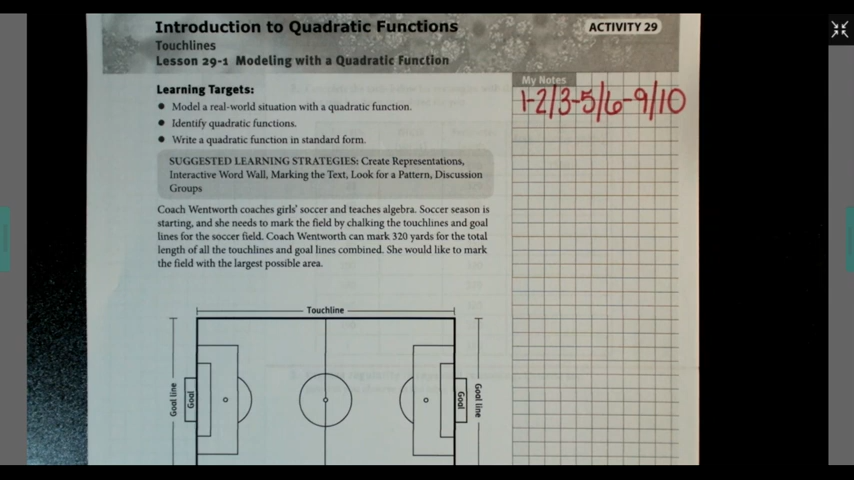 Introduction to Quadratic Functions
ACTIVITY 29
Touchlines
Lesson 29-1 Modeling with a Quadratic Function
Learning Targets:
• Model a real-world situation with a quadratic function.
• Identify quadratic functions.
• Write a quadratic function in standard form.
SUGGESTED LEARNING STRATEGIES: Create Representations,
Interactive Word Wall, Marking the Text, Look for a Pattern, Discussion
Groups
Coach Wentworth coaches girls' soccer and teaches algebra. Soccer season is
starting, and she needs to mark the field by chalking the touchlines and goal
lines for the soccer field. Coach Wentworth can mark 320 yards for the total
length of all the touchlines and goal lines combined. She would like to mark
the field with the largest possible area.
My Notes
1-2/3-5/6-9/10
Touchline
Goal line
Goal
Goal
Goal line